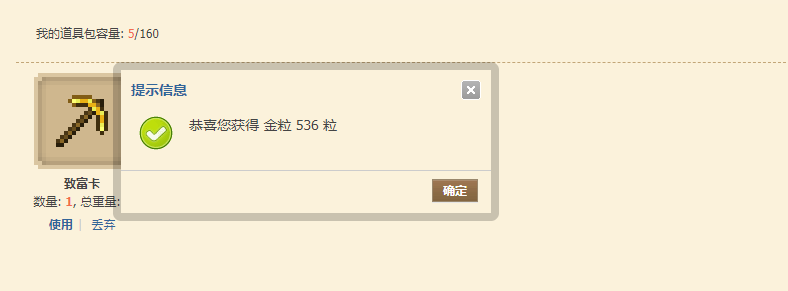 我的道具包容量: 5/160
提示信息
恭喜您获得 金粒 536 粒
确定
致富卡
数量: 1, 总重量:
使用 | 丢弃